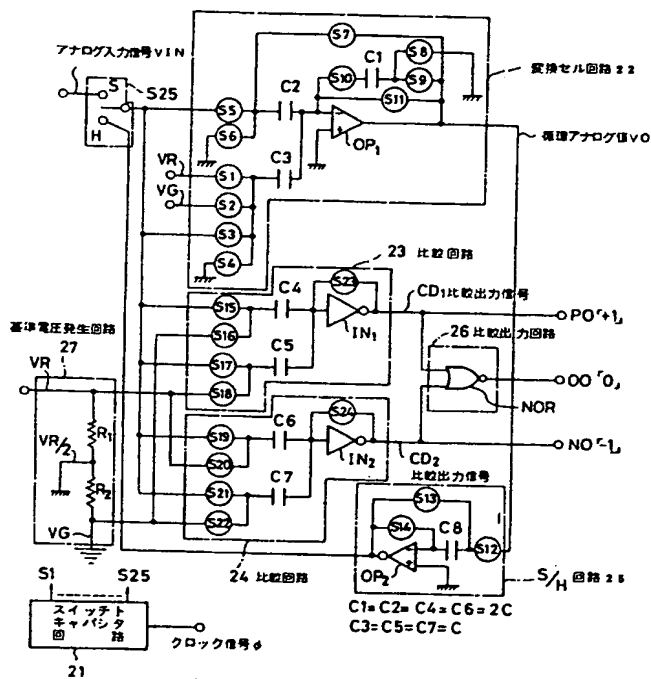 アナログ入力信号VIN
S
H
S25
S7
S8
C1
S10
S9
S11
C2
S5
S6
C3
OP₁
VR
S1
VG
S2
S3
S4
変換セル回路22
循環アナログ値VO
23 比較回路
S23
S15
C4
S16
IN₁
CD₁比較出力信号
PO「+1」
26 比較出力回路
C5
S17
S18
OO「0」
NOR
基準電圧発生回路
27
VR
R₁
VR/2
R₂
VG
S24
S19
C6
S20
IN₂
CD₂
比較出力信号
NO「-1」
C7
S21
S22
24 比較回路
S13
S14
C8
S12
OP₂
S/H 回路25
C1=C2=C4=C6=2C
C3=C5=C7=C
S1
S25
スイッチト
キャパシタ
回路
21
クロック信号φ